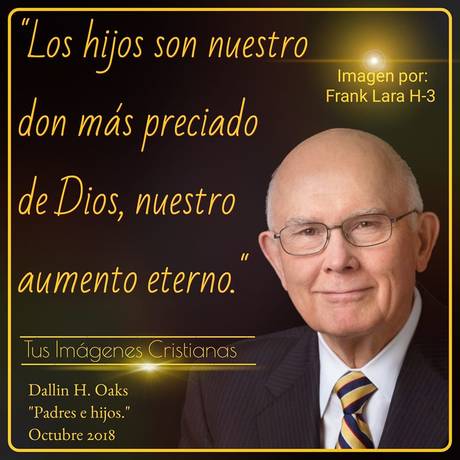 "Los hijos son nuestro
don más preciado
de Dios, nuestro
aumento eterno."
Imagen por:
Frank Lara H-3
Tus Imágenes Cristianas
Dallin H. Oaks
"Padres e hijos."
Octubre 2018